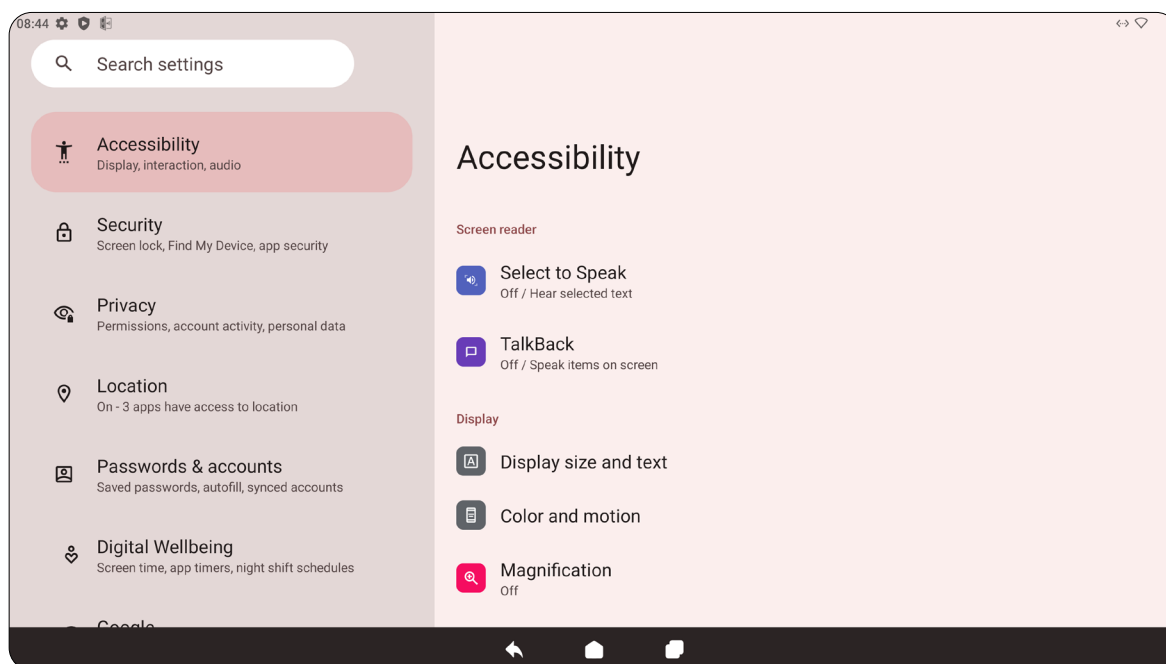 08:44
Search settings
Accessibility
Display, interaction, audio
Security
Screen lock, Find My Device, app security
Privacy
Permissions, account activity, personal data
Location
On - 3 apps have access to location
Passwords & accounts
Saved passwords, autofill, synced accounts
Digital Wellbeing
Screen time, app timers, night shift schedules
Google
Accessibility
Screen reader
Select to Speak
Off / Hear selected text
TalkBack
Off / Speak items on screen
Display
Display size and text
Color and motion
Magnification
Off